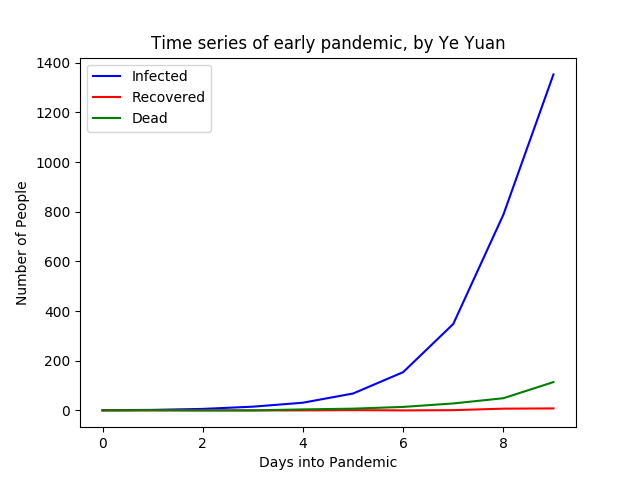 Time series of early pandemic, by Ye Yuan
Infected
Recovered
Dead
1400
1200
1000
800
600
400
200
0
Number of People
0 2 4 6 8
Days into Pandemic